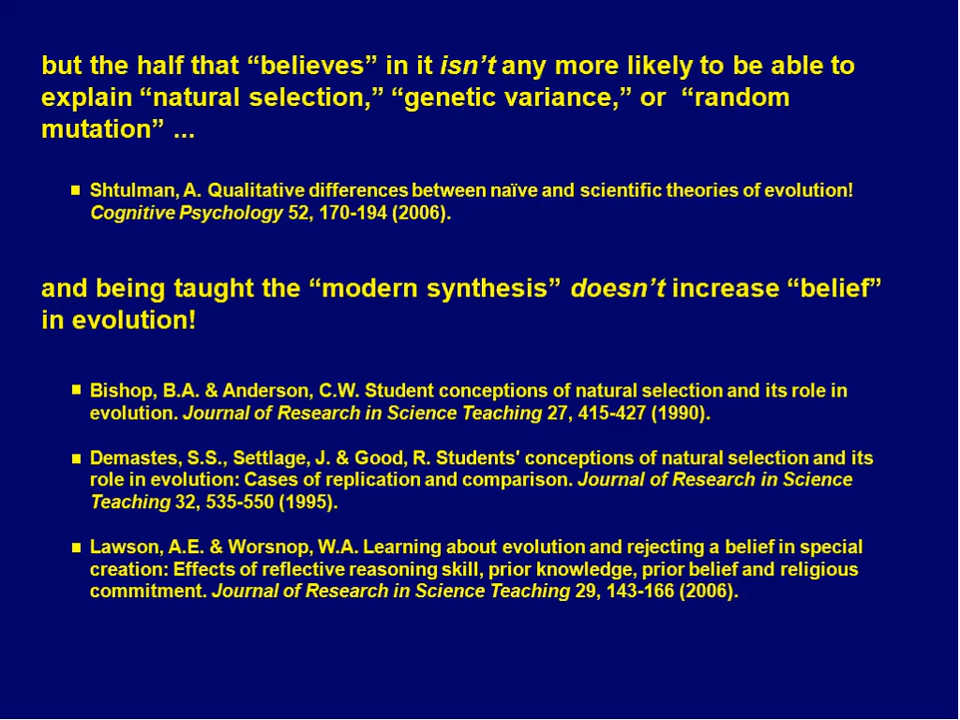 but the half that “believes” in it isn’t any more likely to be able to
explain “natural selection,” “genetic variance,” or “random
mutation” ...
■ Shtulman, A. Qualitative differences between naïve and scientific theories of evolution!
Cognitive Psychology 52, 170-194 (2006).
and being taught the “modern synthesis” doesn’t increase “belief”
in evolution!
■ Bishop, B.A. & Anderson, C.W. Student conceptions of natural selection and its role in
evolution. Journal of Research in Science Teaching 27, 415-427 (1990).
■ Demastes, S.S., Settlage, J. & Good, R. Students' conceptions of natural selection and its
role in evolution: Cases of replication and comparison. Journal of Research in Science
Teaching 32, 535-550 (1995).
■ Lawson, A.E. & Worsnop, W.A. Learning about evolution and rejecting a belief in special
creation: Effects of reflective reasoning skill, prior knowledge, prior belief and religious
commitment. Journal of Research in Science Teaching 29, 143-166 (2006).